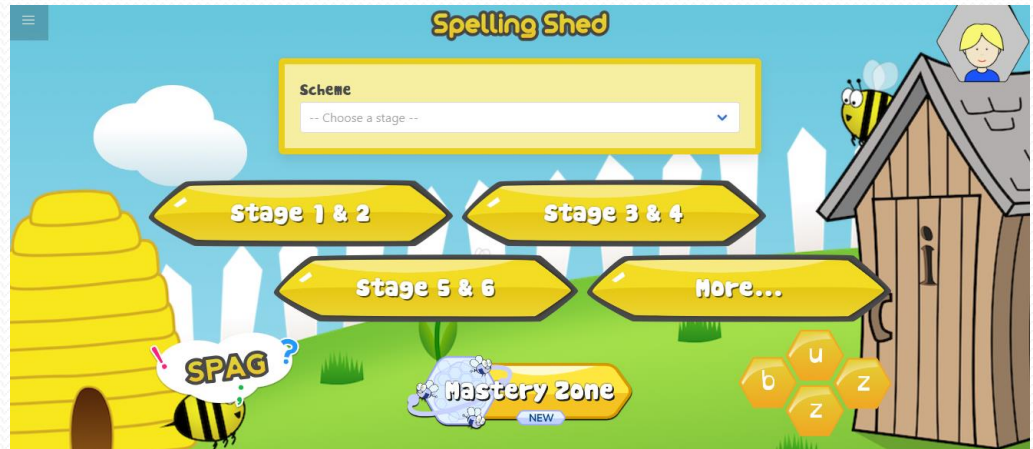 Spelling Shed
Scheme
-- Choose a stage --
Stage 1 & 2
Stage 3 & 4
Stage 5 & 6
More...
i
! SPAG ? ;
Mastery Zone
NEW
b u z z